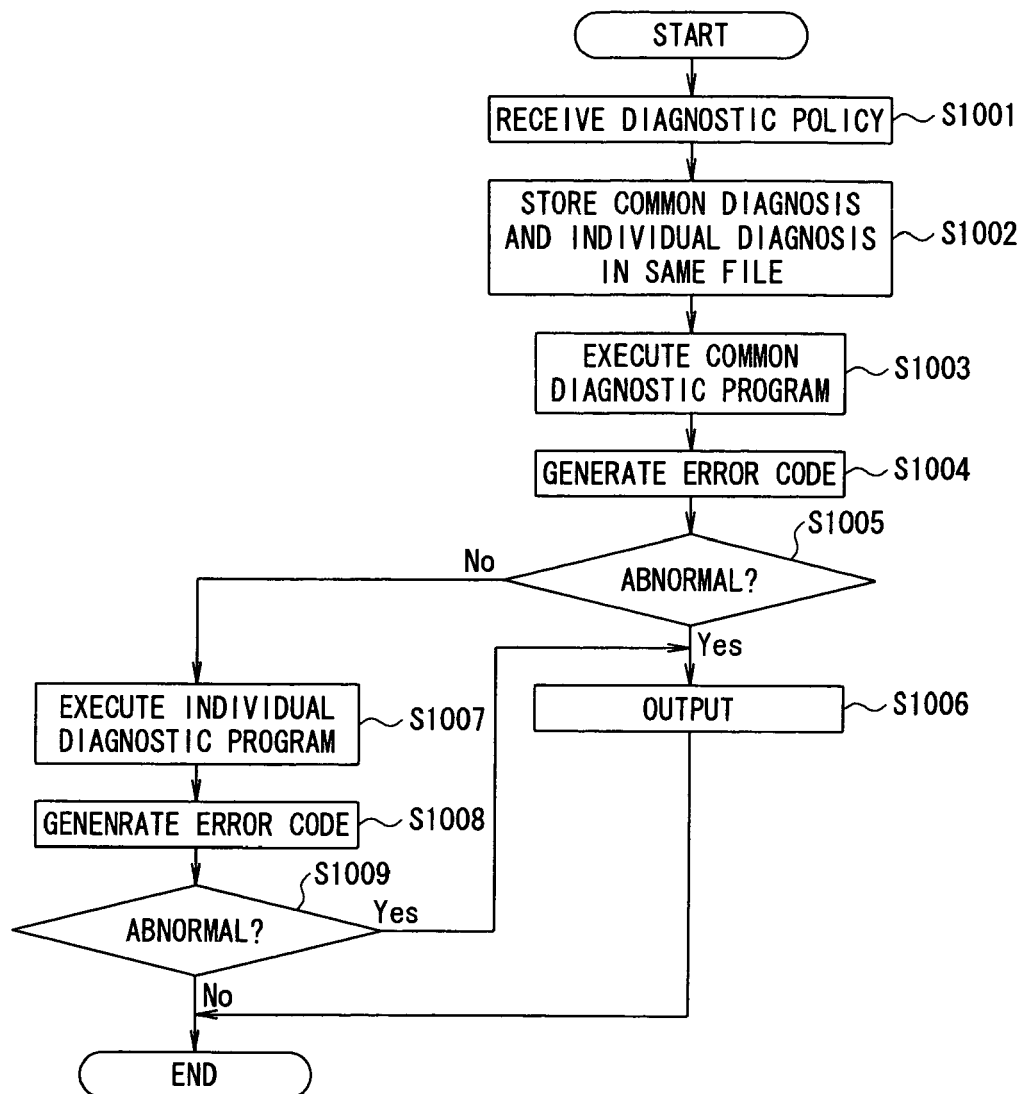 START
RECEIVE DIAGNOSTIC POLICY
S1001
STORE COMMON DIAGNOSIS
AND INDIVIDUAL DIAGNOSIS
IN SAME FILE
S1002
EXECUTE COMMON
DIAGNOSTIC PROGRAM
S1003
GENERATE ERROR CODE
S1004
S1005
ABNORMAL?
No
Yes
OUTPUT
S1006
EXECUTE INDIVIDUAL
DIAGNOSTIC PROGRAM
S1007
GENENRATE ERROR CODE
S1008
S1009
ABNORMAL?
Yes
No
END